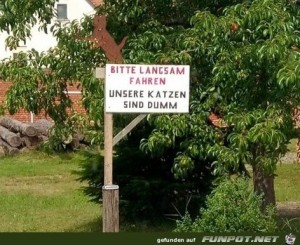 BITTE LANGSAM
FAHREN
UNSERE KATZEN
SIND DUMM
gefunden auf
FUNPOT.NET